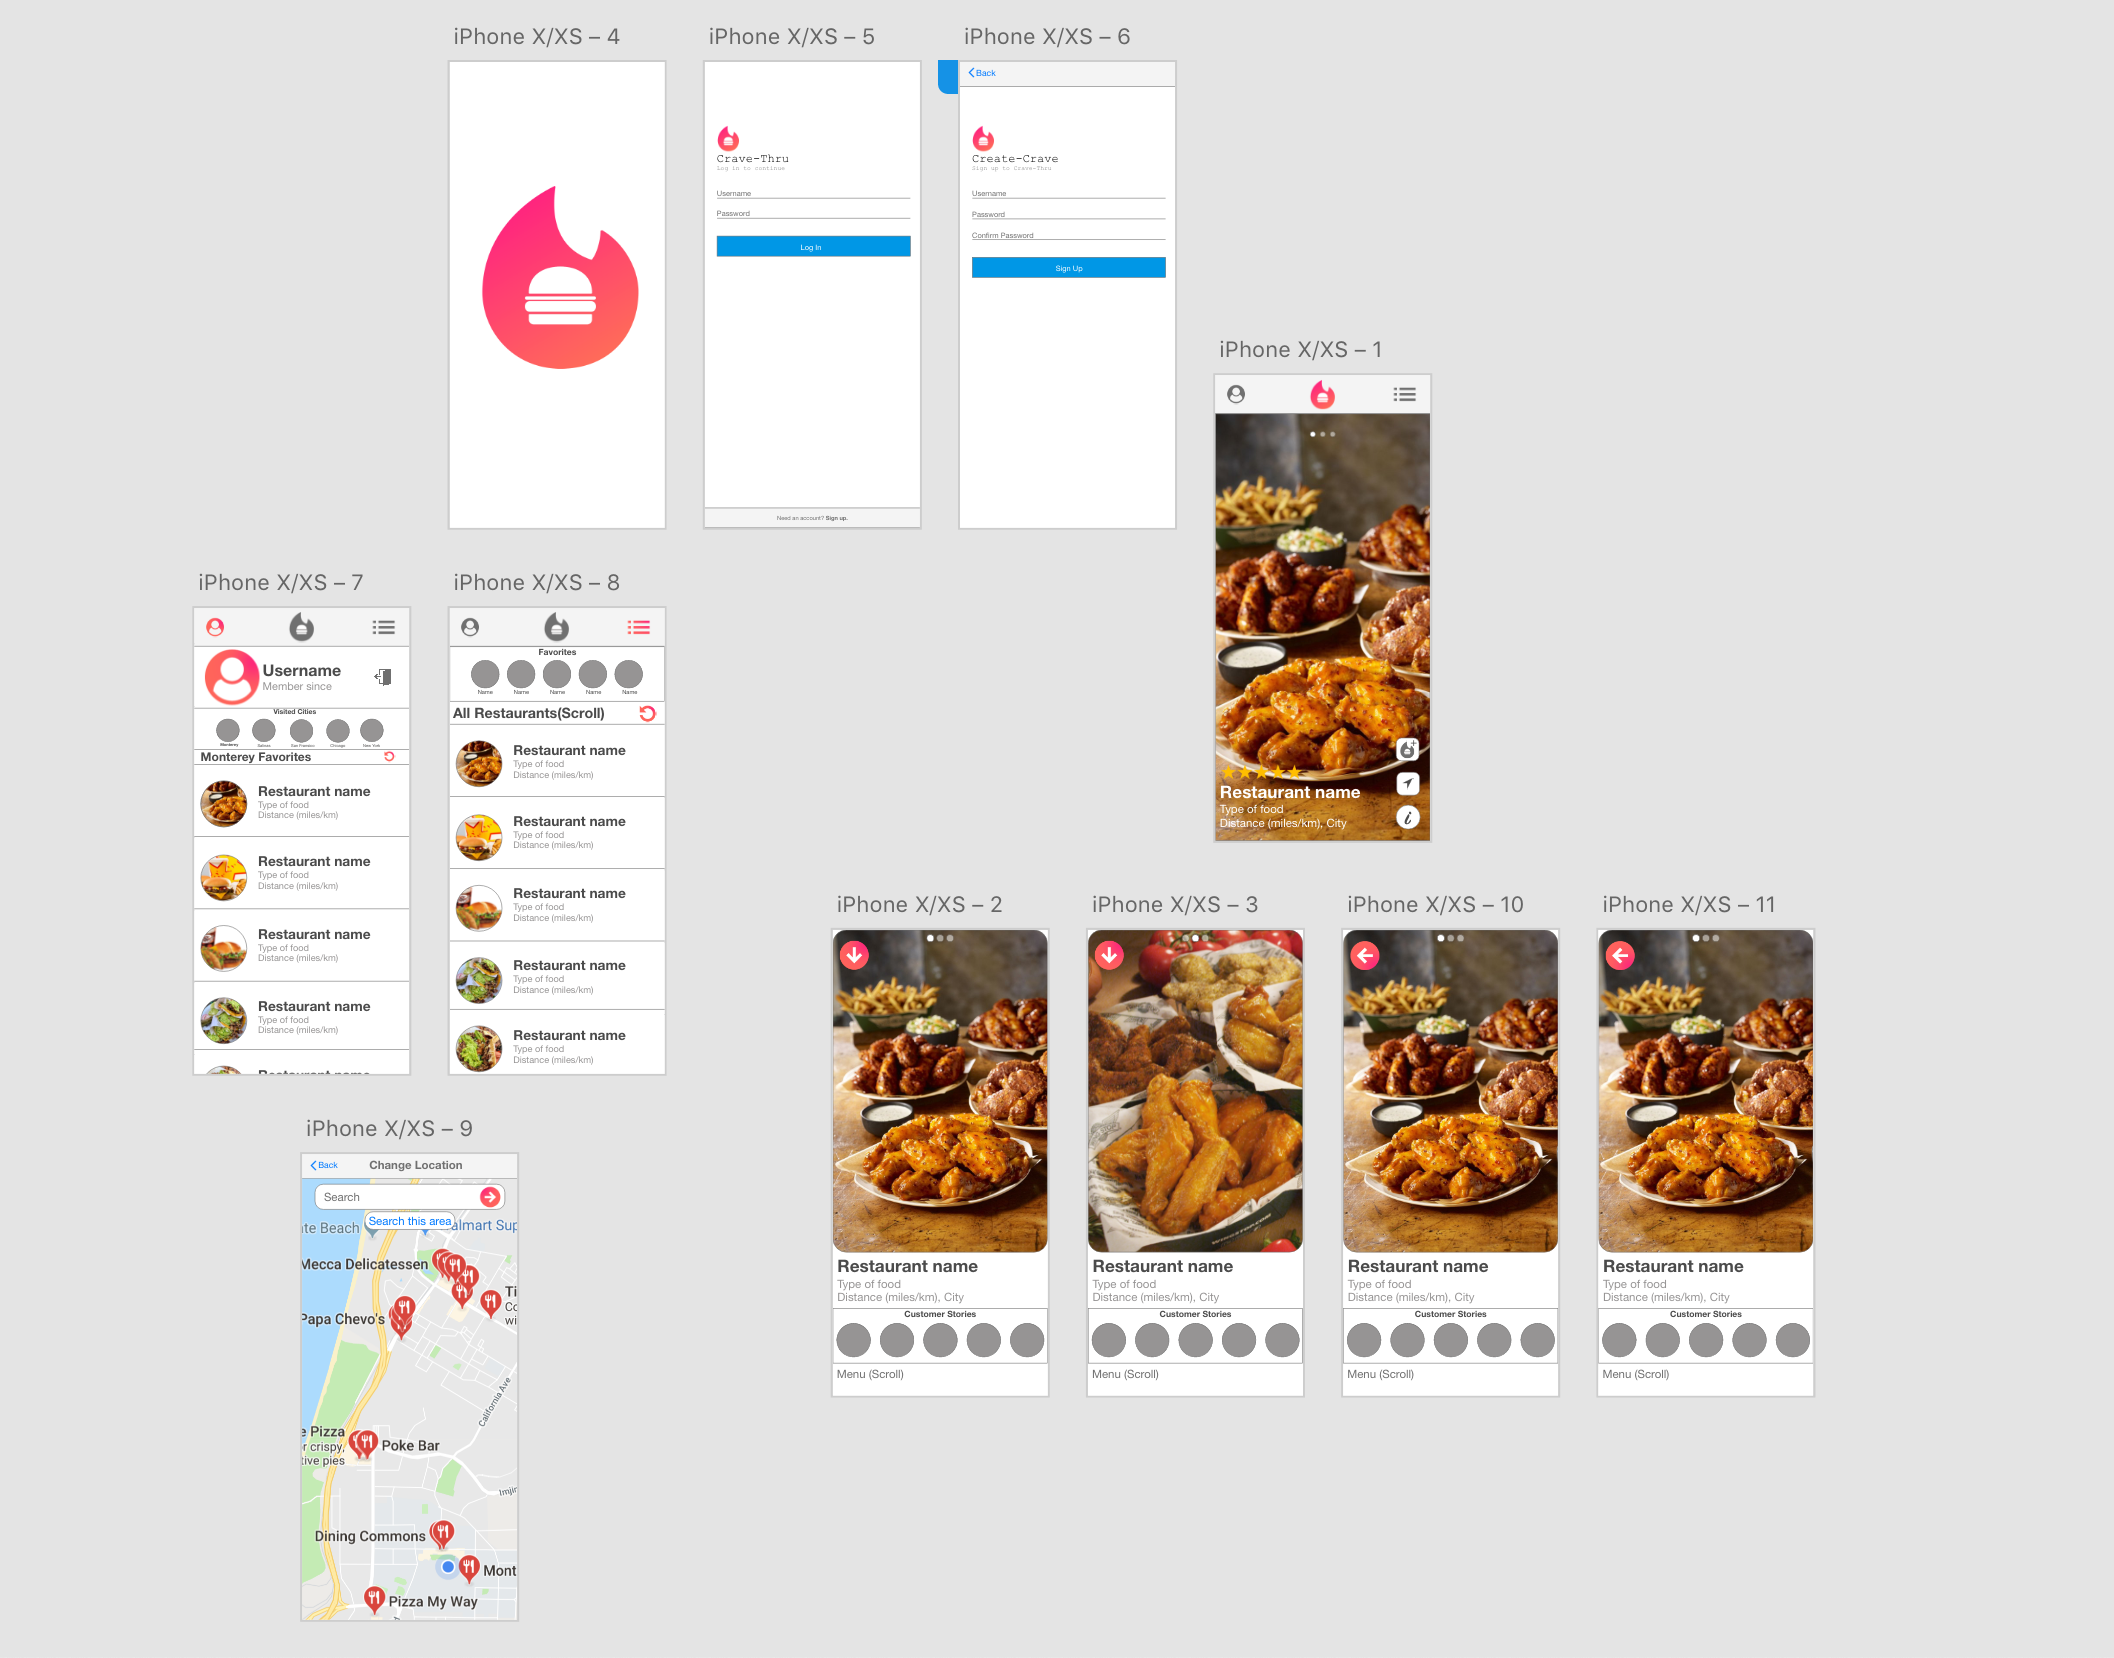 iPhone X/XS – 4
iPhone X/XS – 5
Crave-Thru
Log in to continue
Username
Password
Log In
Need an account? Sign up.
iPhone X/XS – 6
Back
Create-Crave
Sign up to Crave-Thru
Username
Password
Confirm Password
Sign Up
iPhone X/XS – 1
Restaurant name
Type of food
Distance (miles/km), City
iPhone X/XS – 7
Username
Member since
Visited Cities
Monterey
Salinas
San Francisco
Chicago
New York
Monterey Favorites
Restaurant name
Type of food
Distance (miles/km)
Restaurant name
Type of food
Distance (miles/km)
Restaurant name
Type of food
Distance (miles/km)
Restaurant name
Type of food
Distance (miles/km)
Restaurant name
iPhone X/XS – 8
Favorites
Name
Name
Name
Name
Name
All Restaurants(Scroll)
Restaurant name
Type of food
Distance (miles/km)
Restaurant name
Type of food
Distance (miles/km)
Restaurant name
Type of food
Distance (miles/km)
Restaurant name
Type of food
Distance (miles/km)
Restaurant name
Type of food
Distance (miles/km)
iPhone X/XS – 2
Restaurant name
Type of food
Distance (miles/km), City
Customer Stories
Menu (Scroll)
iPhone X/XS – 3
Restaurant name
Type of food
Distance (miles/km), City
Customer Stories
Menu (Scroll)
iPhone X/XS – 10
Restaurant name
Type of food
Distance (miles/km), City
Customer Stories
Menu (Scroll)
iPhone X/XS – 11
Restaurant name
Type of food
Distance (miles/km), City
Customer Stories
Menu (Scroll)
iPhone X/XS – 9
Back
Change Location
Search
Search this area
te Beach
almart Sup
Mecca Delicatessen
Ti
Co
wi
Papa Chevo's
California Ave
e Pizza
r crispy,
tive pies
Poke Bar
Imjin
Dining Commons
Mont
Pizza My Way